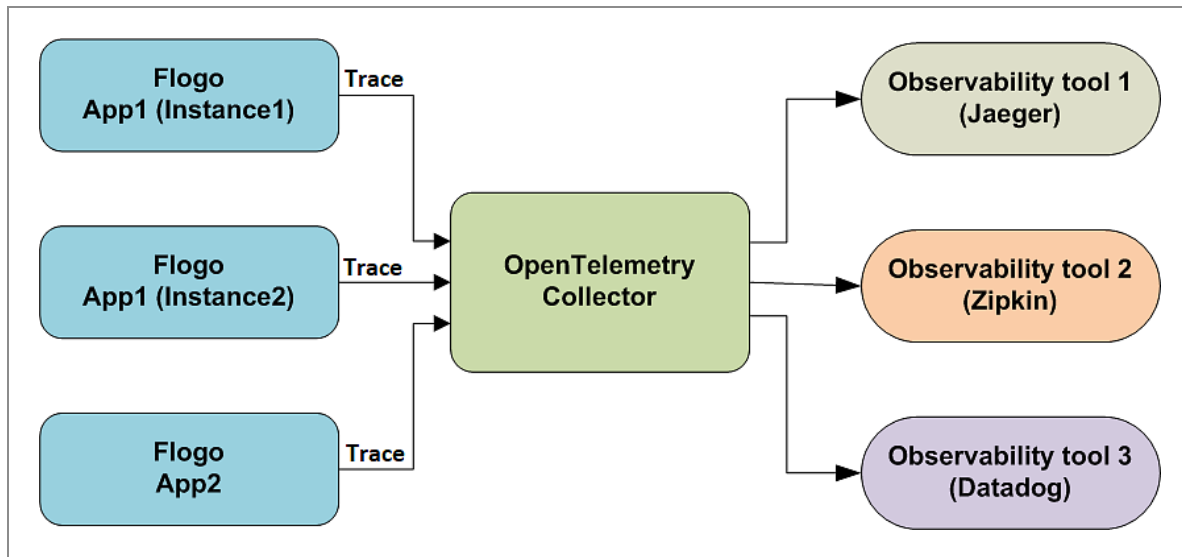 Flogo
App1 (Instance1)
Trace
Flogo
App1 (Instance2)
Trace
Flogo
App2
Trace
OpenTelemetry
Collector
Observability tool 1
(Jaeger)
Observability tool 2
(Zipkin)
Observability tool 3
(Datadog)